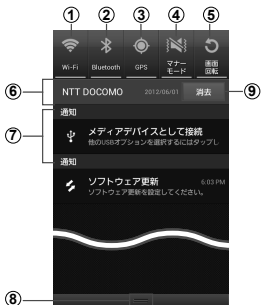 ① ② ③ ④ ⑤
Wi-Fi Bluetooth GPS マナー 画面
モード 回転
⑥ NTT DOCOMO 2012/06/01 消去 ⑨
通知
⑦ メディアデバイスとして接続
他のUSBオプションを選択するにはタップし
通知
ソフトウェア更新 6:03 PM
ソフトウェア更新を設定してください。
⑧